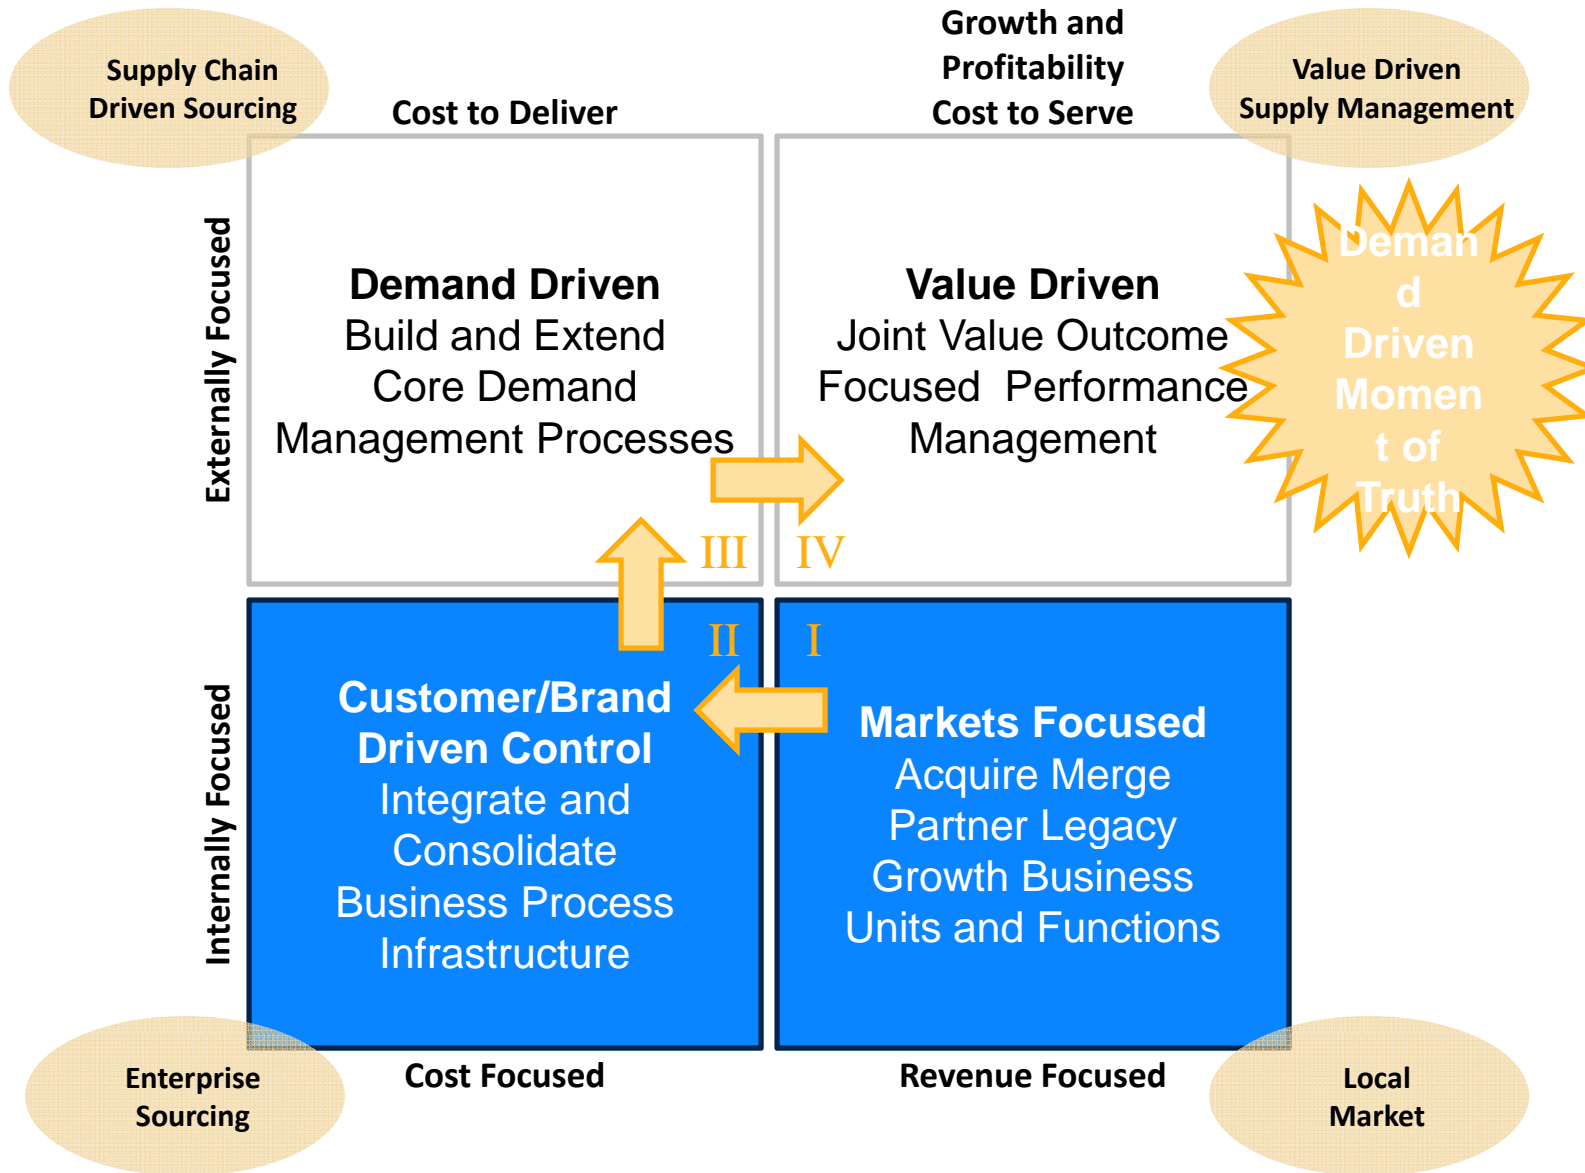 Supply Chain
Driven Sourcing
Cost to Deliver
Growth and
Profitability
Cost to Serve
Value Driven
Supply Management
Externally Focused
Demand Driven
Build and Extend
Core Demand
Management Processes
III
Value Driven
Joint Value Outcome
Focused Performance
Management
IV
Deman
d
Driven
Momen
t of
Truth
Internally Focused
II
Customer/Brand
Driven Control
Integrate and
Consolidate
Business Process
Infrastructure
I
Markets Focused
Acquire Merge
Partner Legacy
Growth Business
Units and Functions
Enterprise
Sourcing
Cost Focused
Revenue Focused
Local
Market